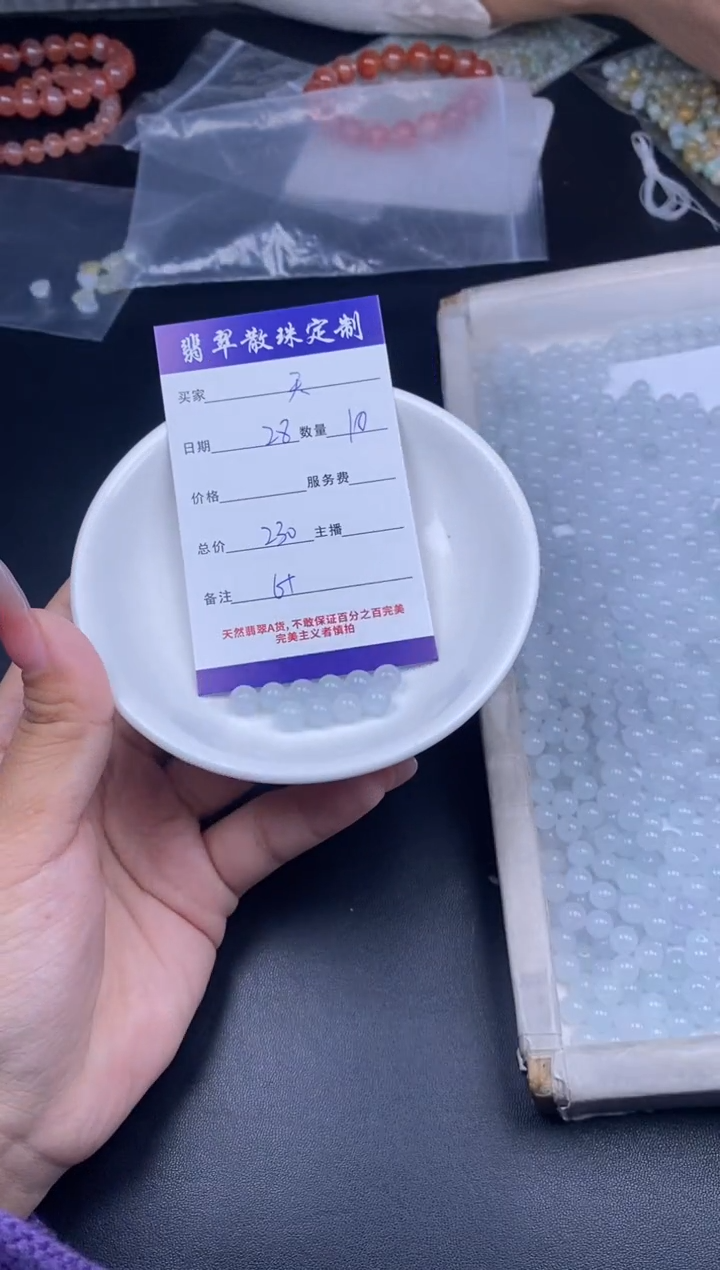 翡翠散珠定制
买家 天
日期 28 数量 10
价格 服务费
总价 230 主播
备注 6+
天然翡翠A货,不敢保证百分之百完美
完美主义者慎拍